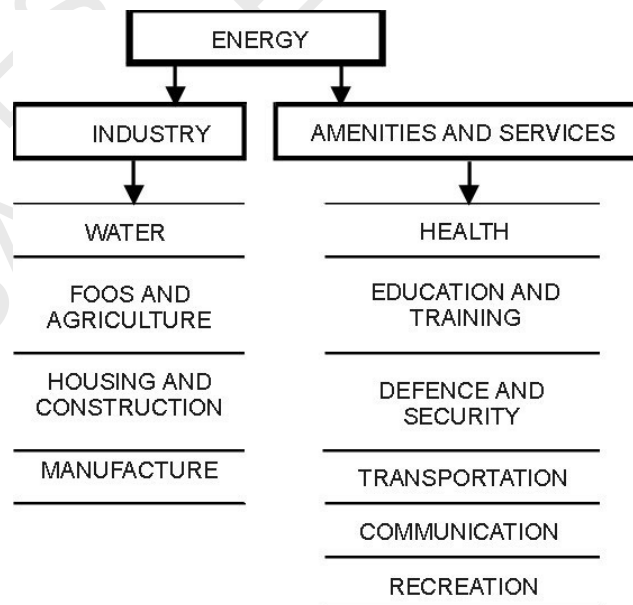 ENERGY
INDUSTRY
AMENITIES AND SERVICES
WATER
FOOS AND
AGRICULTURE
HOUSING AND
CONSTRUCTION
MANUFACTURE
HEALTH
EDUCATION AND
TRAINING
DEFENCE AND
SECURITY
TRANSPORTATION
COMMUNICATION
RECREATION